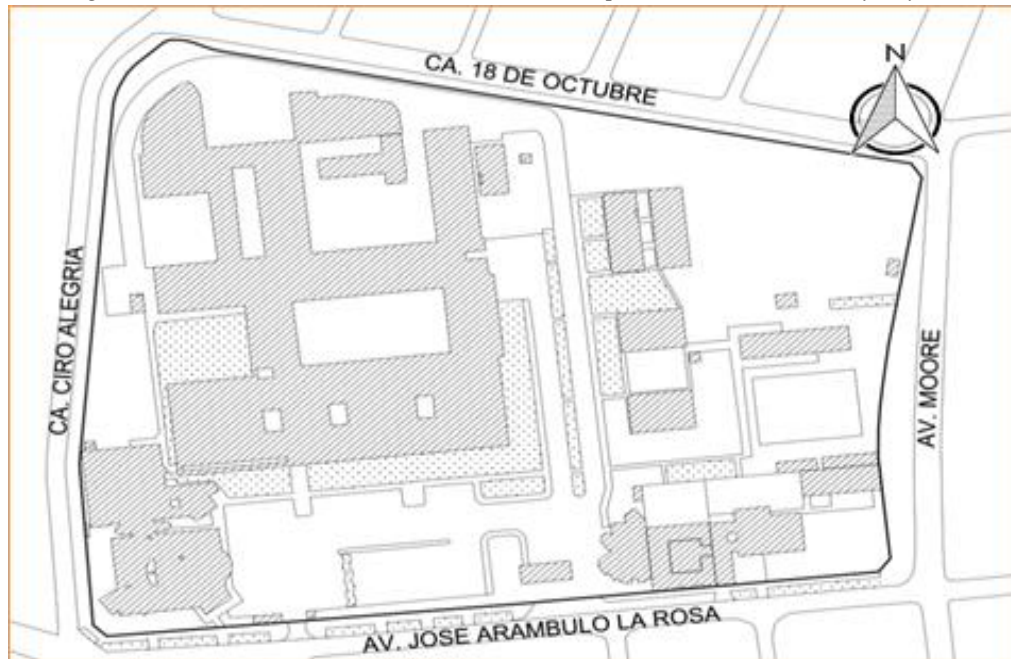 CA. 18 DE OCTUBRE
N
CA. CIRO ALEGRIA
AV. MOORE
AV. JOSE ARAMBULO LA ROSA